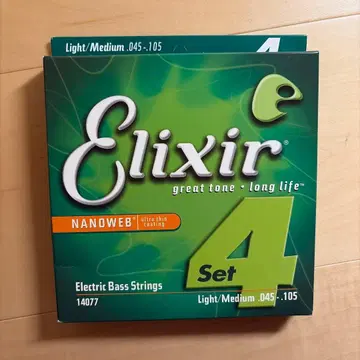 Light/Medium .045-.105
4
Elixir
great tone • long life™
NANOWEB® ultra thin coating
Set 4
Electric Bass Strings
14077
Light/Medium .045-.105